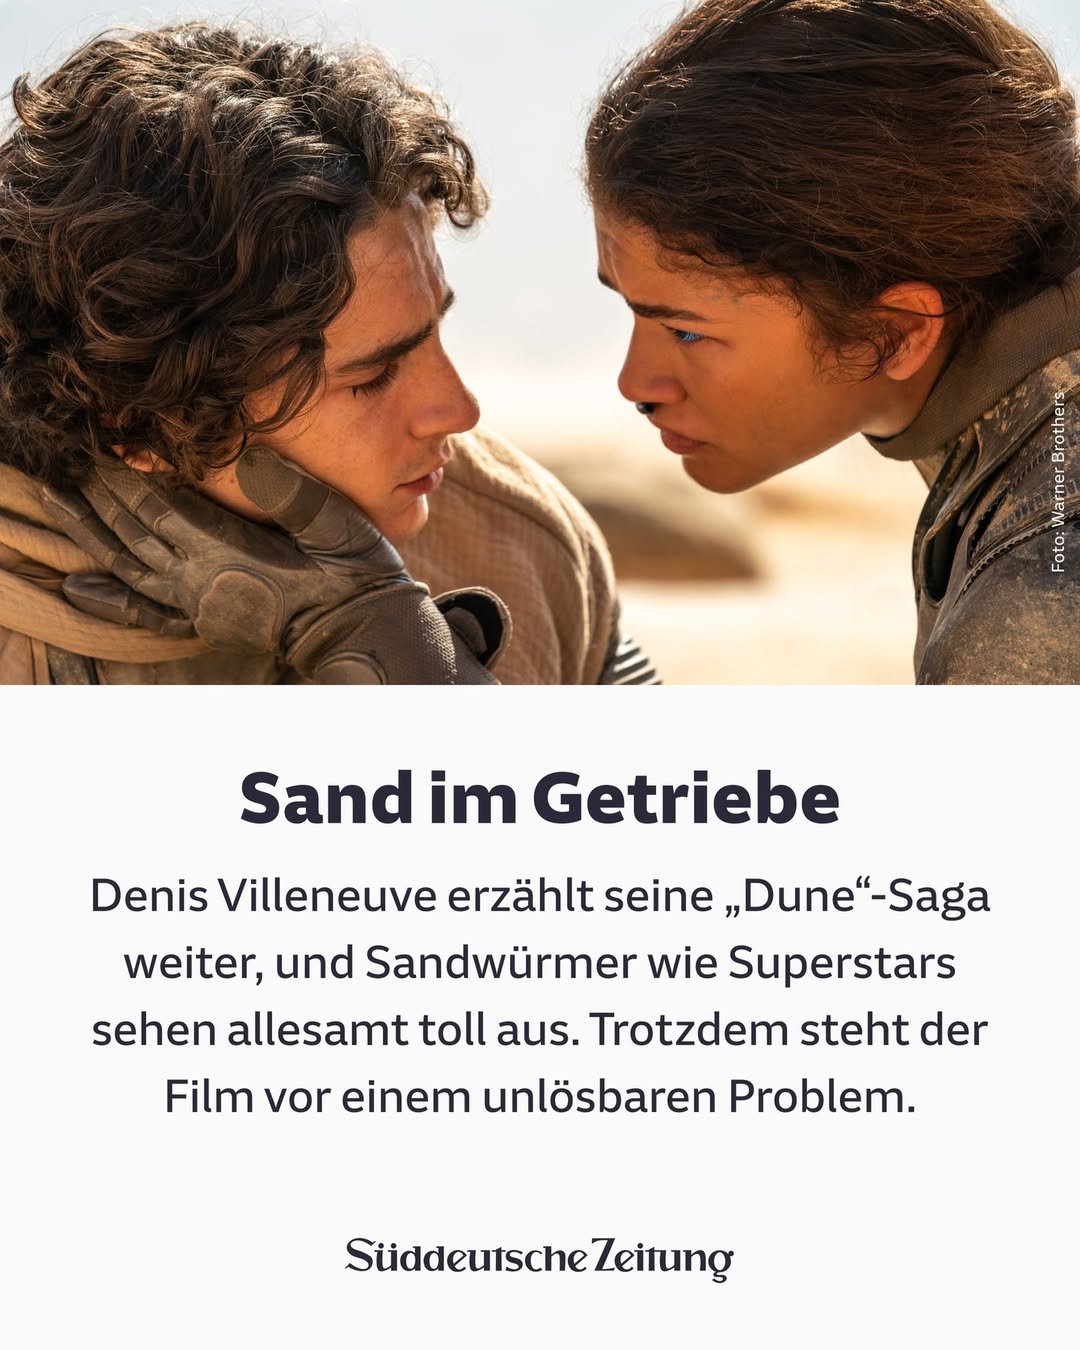 Foto: Warner Brothers
Sand im Getriebe
Denis Villeneuve erzählt seine „Dune“-Saga
weiter, und Sandwürmer wie Superstars
sehen allesamt toll aus. Trotzdem steht der
Film vor einem unlösbaren Problem.
Süddeutsche Zeitung